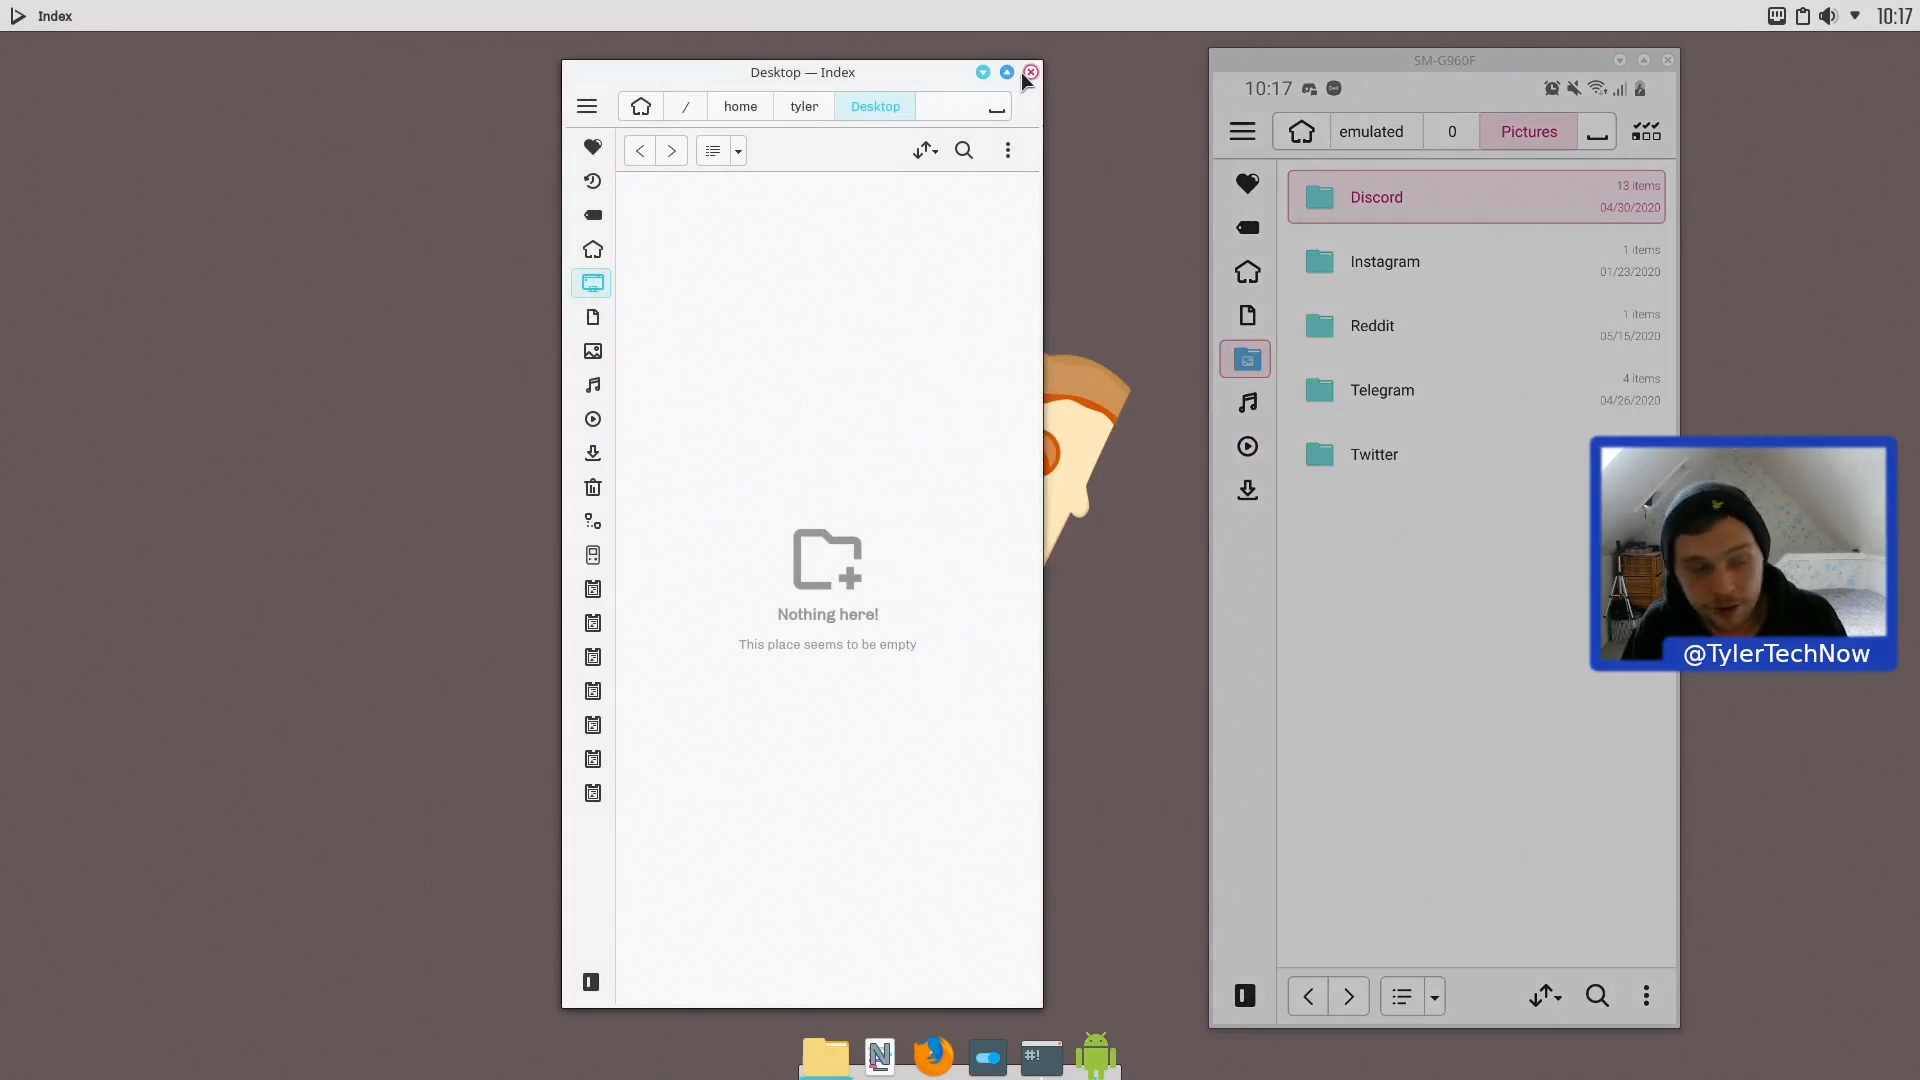 Index
10:17
Desktop — Index
/
home
tyler
Desktop
Nothing here!
This place seems to be empty
SM-G960F
10:17
emulated
0
Pictures
Discord
13 items
04/30/2020
Instagram
1 items
01/23/2020
Reddit
1 items
05/15/2020
Telegram
4 items
04/26/2020
Twitter
@TylerTechNow
N
#!